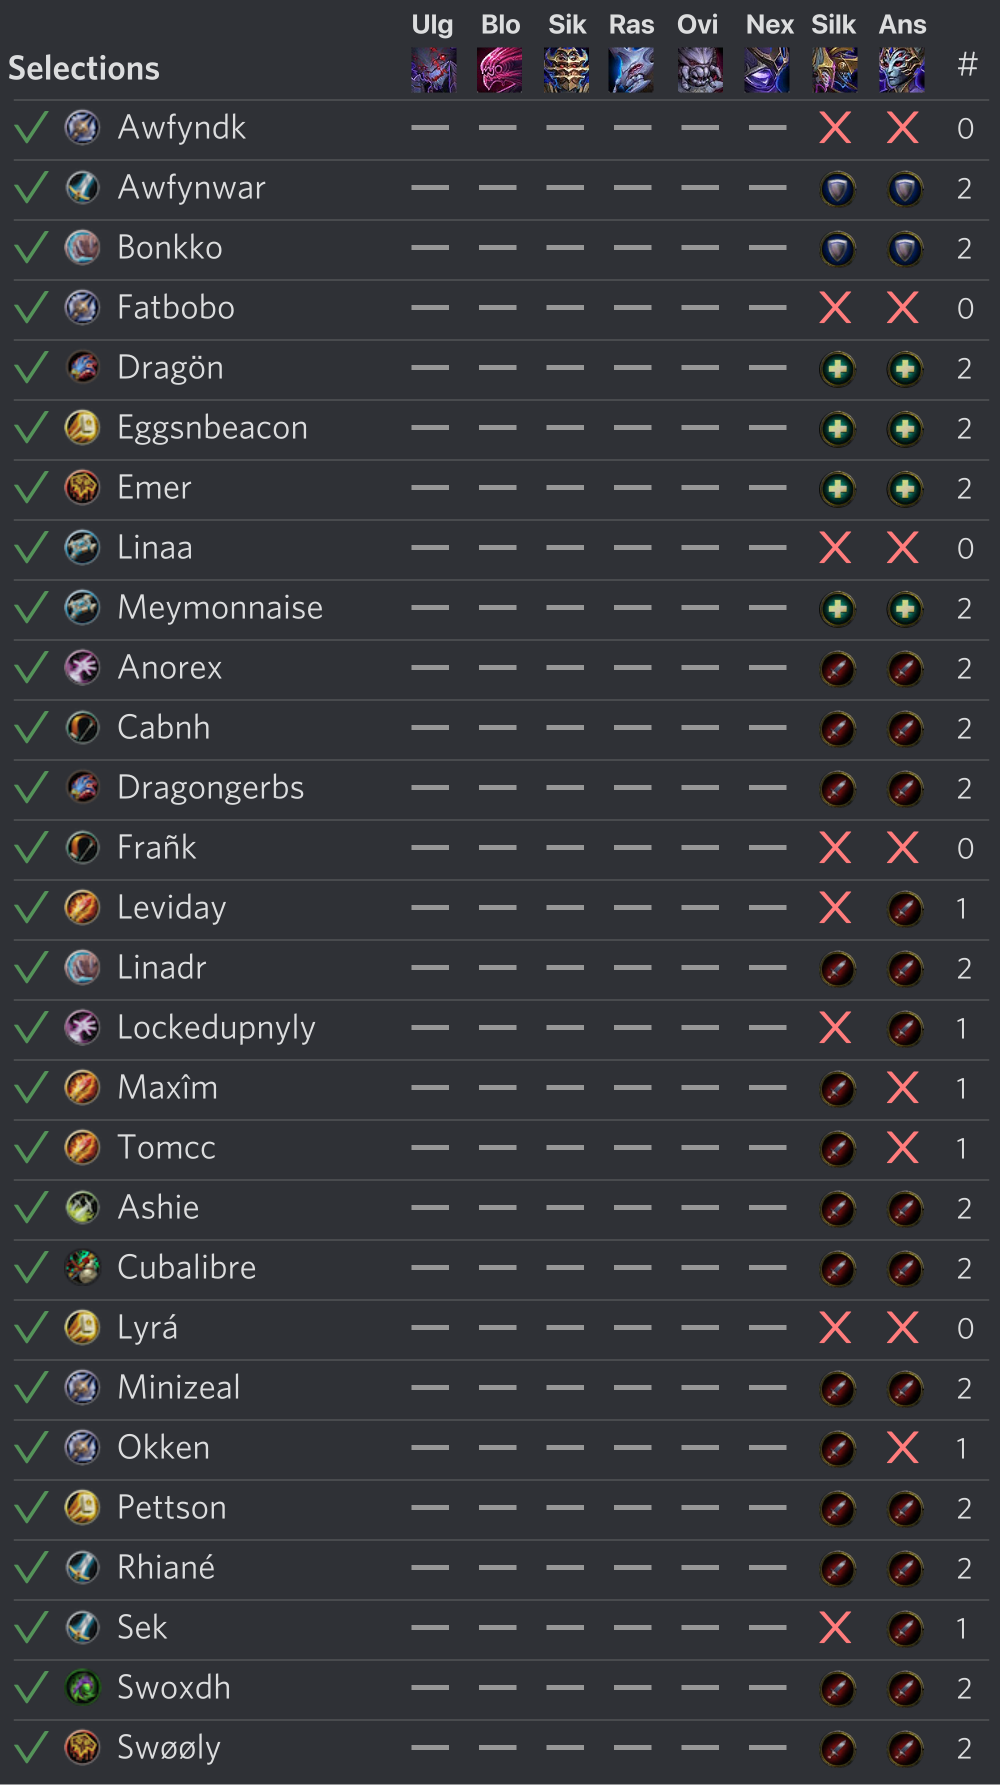 Ulg Blo Sik Ras Ovi Nex Silk Ans
Selections #
Awfyndk 0
Awfynwar 2
Bonkko 2
Fatbobo 0
Dragön 2
Eggsnbeacon 2
Emer 2
Linaa 0
Meymonnaise 2
Anorex 2
Cabnh 2
Dragongerbs 2
Frañk 0
Leviday 1
Linadr 2
Lockedupnyly 1
Maxîm 1
Tomcc 1
Ashie 2
Cubalibre 2
Lyrá 0
Minizeal 2
Okken 1
Pettson 2
Rhiané 2
Sek 1
Swoxdh 2
Swøøly 2